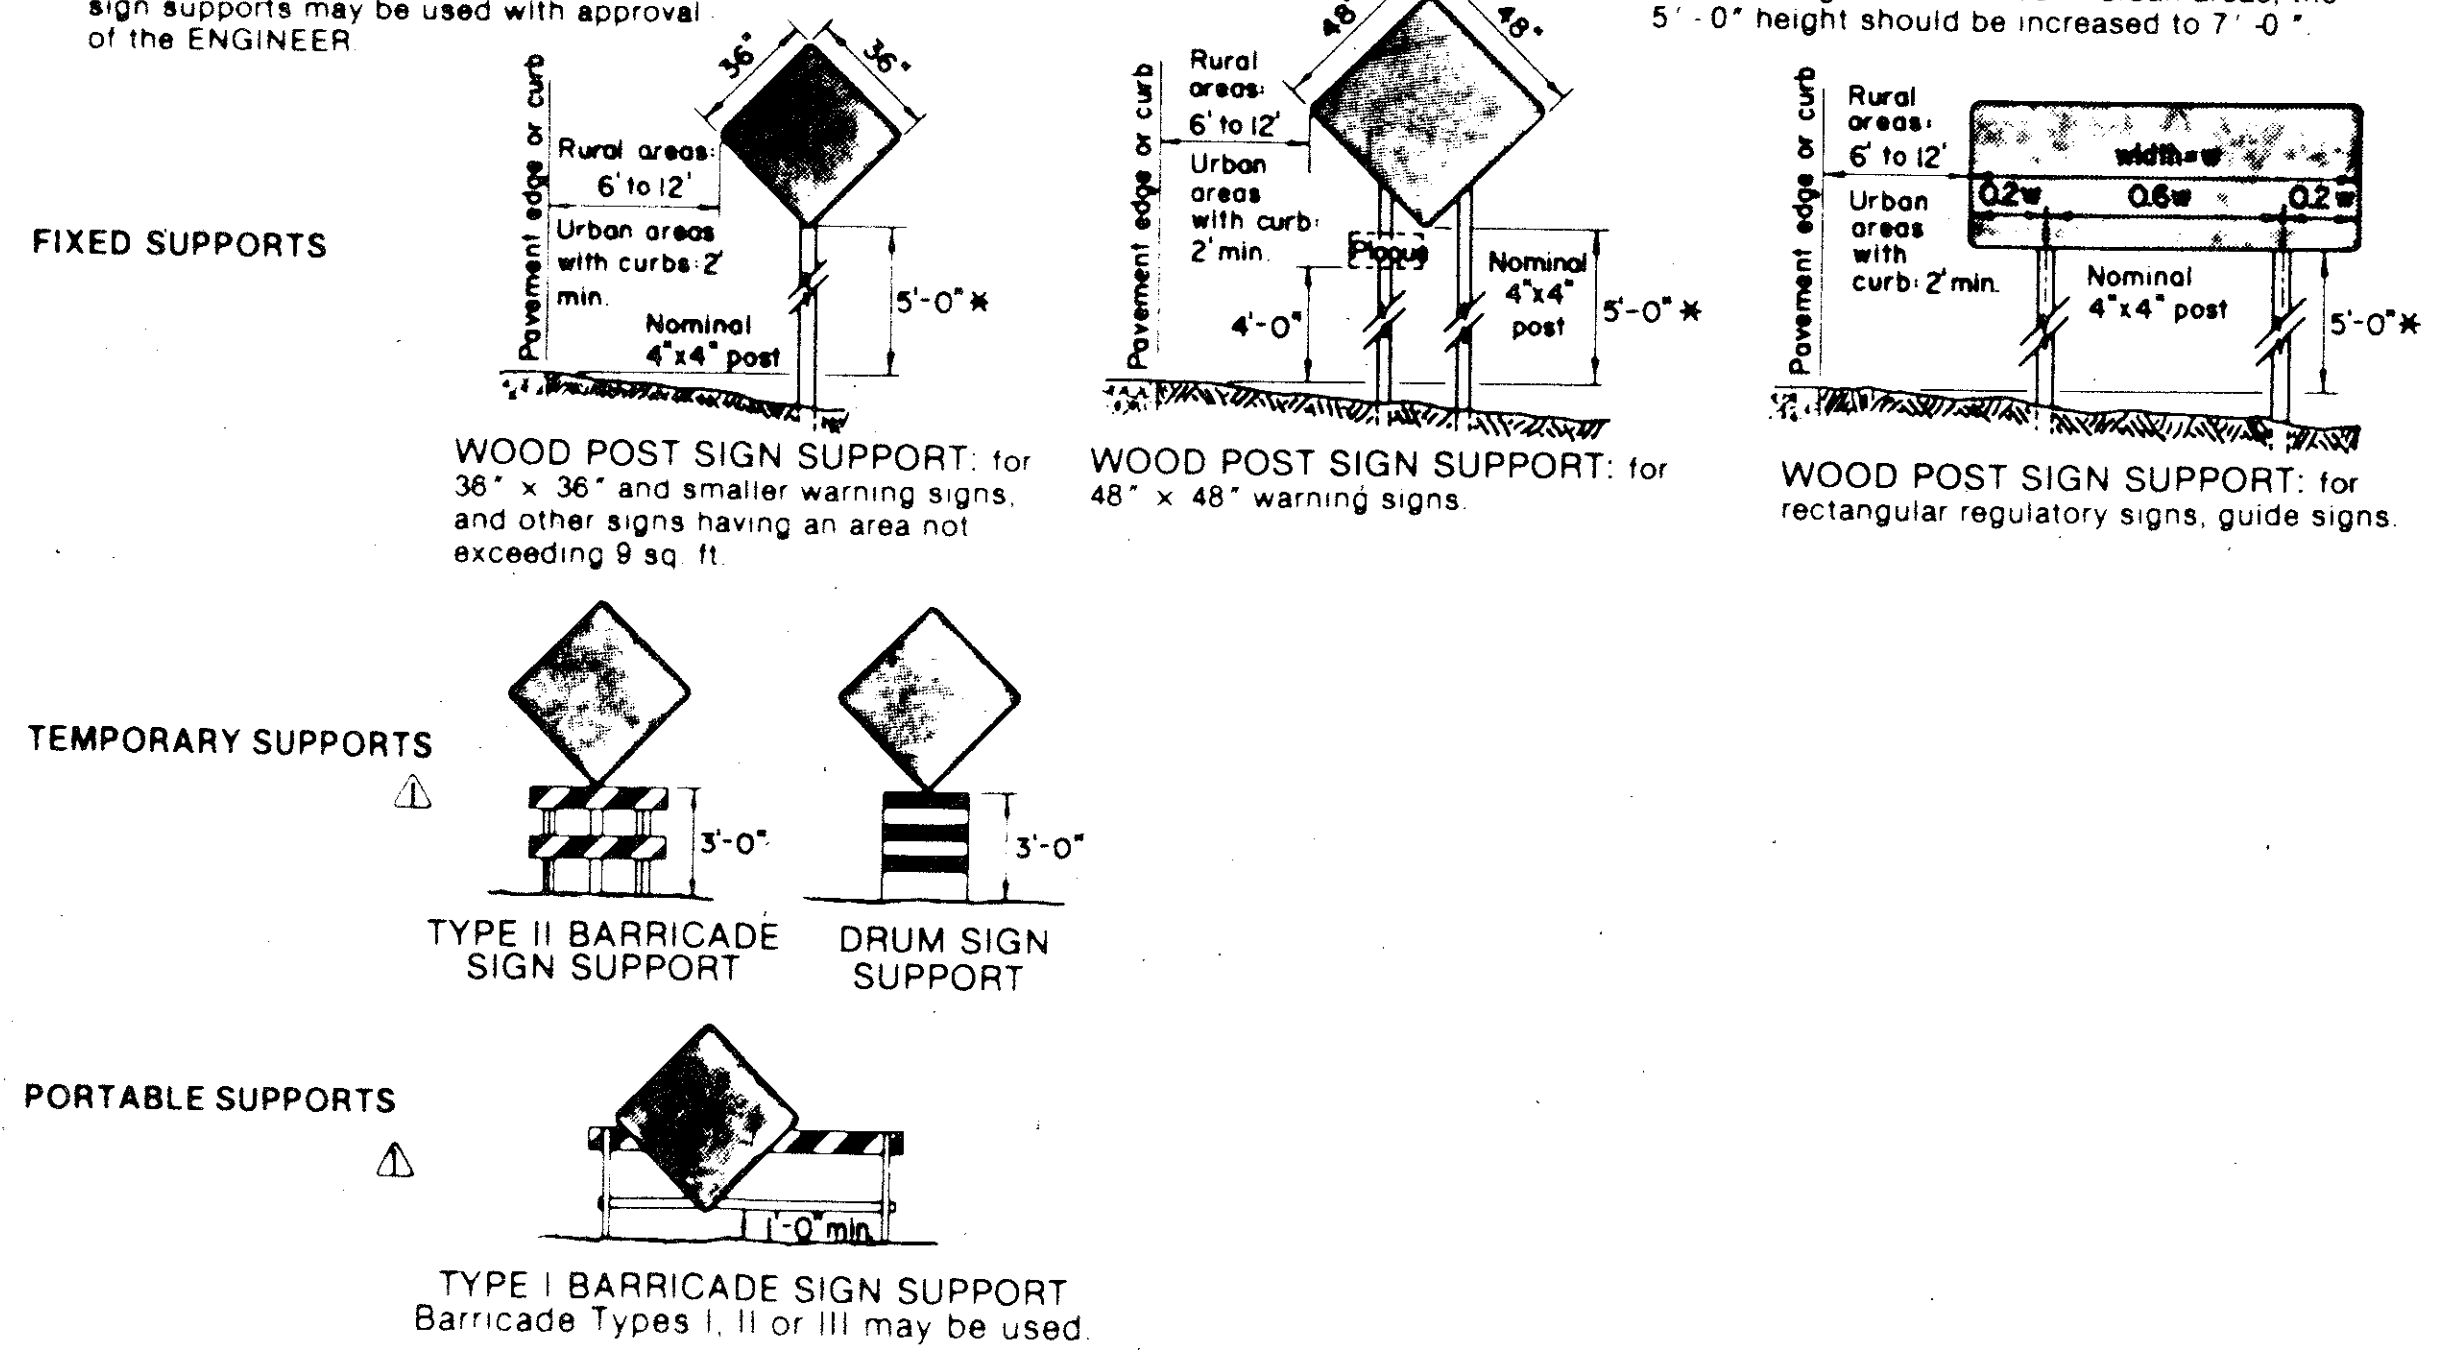 sign supports may be used with approval
of the ENGINEER.
5'-0" height should be increased to 7'-0".
FIXED SUPPORTS
Pavement edge or curb
Rural areas:
6' to 12'
Urban areas
with curbs: 2'
min.
Nominal
4"x4" post
36"
36"
5'-0" *
WOOD POST SIGN SUPPORT: for
36" x 36" and smaller warning signs,
and other signs having an area not
exceeding 9 sq. ft.
Pavement edge or curb
Rural
areas:
6' to 12'
Urban
areas
with curb:
2' min.
48"
48"
Plaque
4'-0"
Nominal
4"x4"
post
5'-0" *
WOOD POST SIGN SUPPORT: for
48" x 48" warning signs.
Pavement edge or curb
Rural
areas:
6' to 12'
Urban
areas
with
curb: 2' min.
width=w
0.2w 0.6w 0.2w
Nominal
4"x4" post
5'-0" *
WOOD POST SIGN SUPPORT: for
rectangular regulatory signs, guide signs.
TEMPORARY SUPPORTS
1
3'-0"
TYPE II BARRICADE
SIGN SUPPORT
3'-0"
DRUM SIGN
SUPPORT
PORTABLE SUPPORTS
1
1'-0" min.
TYPE I BARRICADE SIGN SUPPORT
Barricade Types I, II or III may be used.